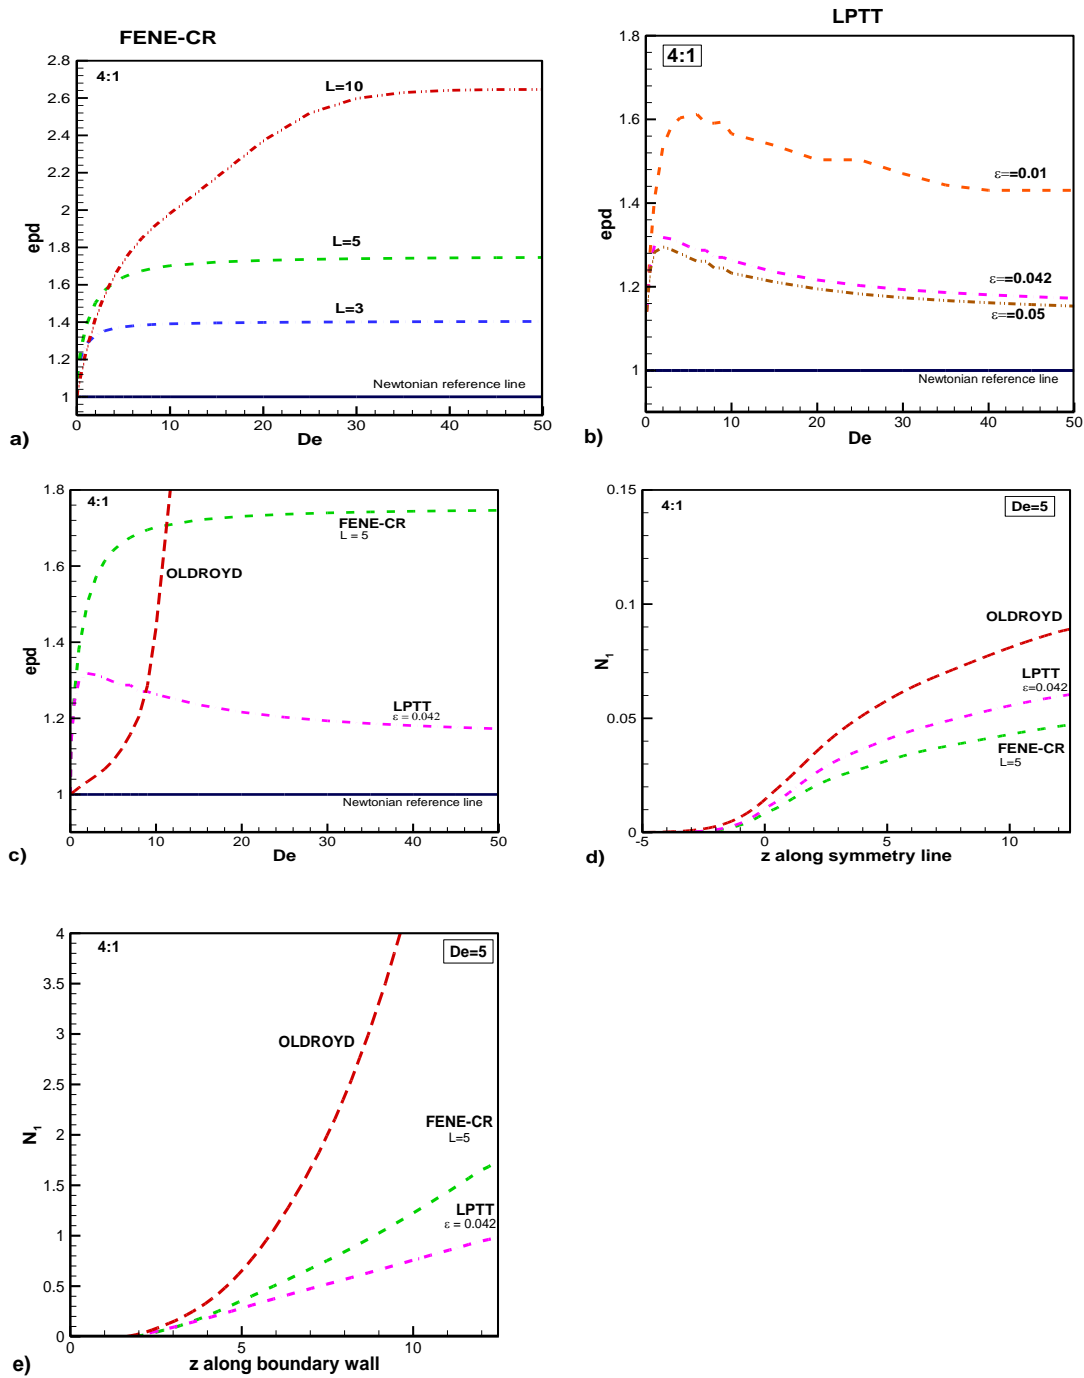 FENE-CR
4:1
2.8
2.6
2.4
2.2
2
1.8
1.6
1.4
1.2
1
epd
L=10
L=5
L=3
Newtonian reference line
0 10 20 30 40 50
De
a)
LPTT
4:1
1.8
1.6
1.4
1.2
1
epd
ε==0.01
ε==0.042
ε==0.05
Newtonian reference line
0 10 20 30 40 50
De
b)
4:1
1.8
1.6
1.4
1.2
1
epd
FENE-CR
L = 5
OLDROYD
LPTT
ε = 0.042
Newtonian reference line
0 10 20 30 40 50
De
c)
4:1
De=5
0.15
0.1
0.05
0
N₁
OLDROYD
LPTT
ε=0.042
FENE-CR
L=5
-5 0 5 10
z along symmetry line
d)
4:1
De=5
4
3.5
3
2.5
2
1.5
1
0.5
0
N₁
OLDROYD
FENE-CR
L=5
LPTT
ε = 0.042
0 5 10
z along boundary wall
e)